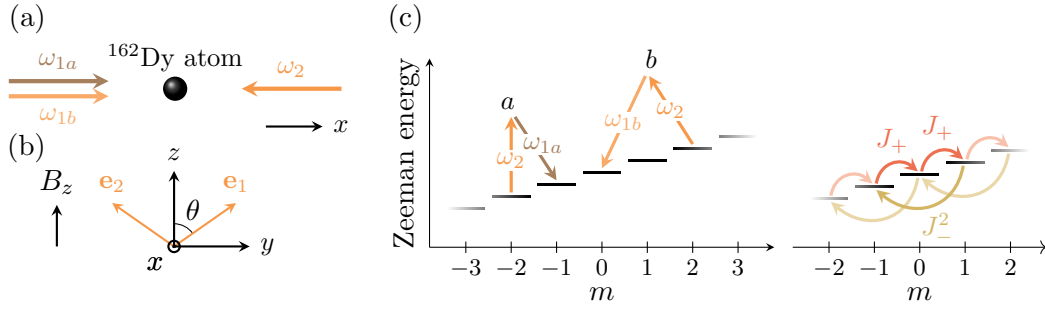 (a)
¹⁶²Dy atom
ω₁ₐ
ω₂
ω₁b
x
(b)
z
B_z
e₂
e₁
θ
y
x
(c)
Zeeman energy
a
b
ω₂
ω₁ₐ
ω₁b
ω₂
−3 −2 −1 0 1 2 3
m
J₊
J₊
J₋²
−2 −1 0 1 2
m